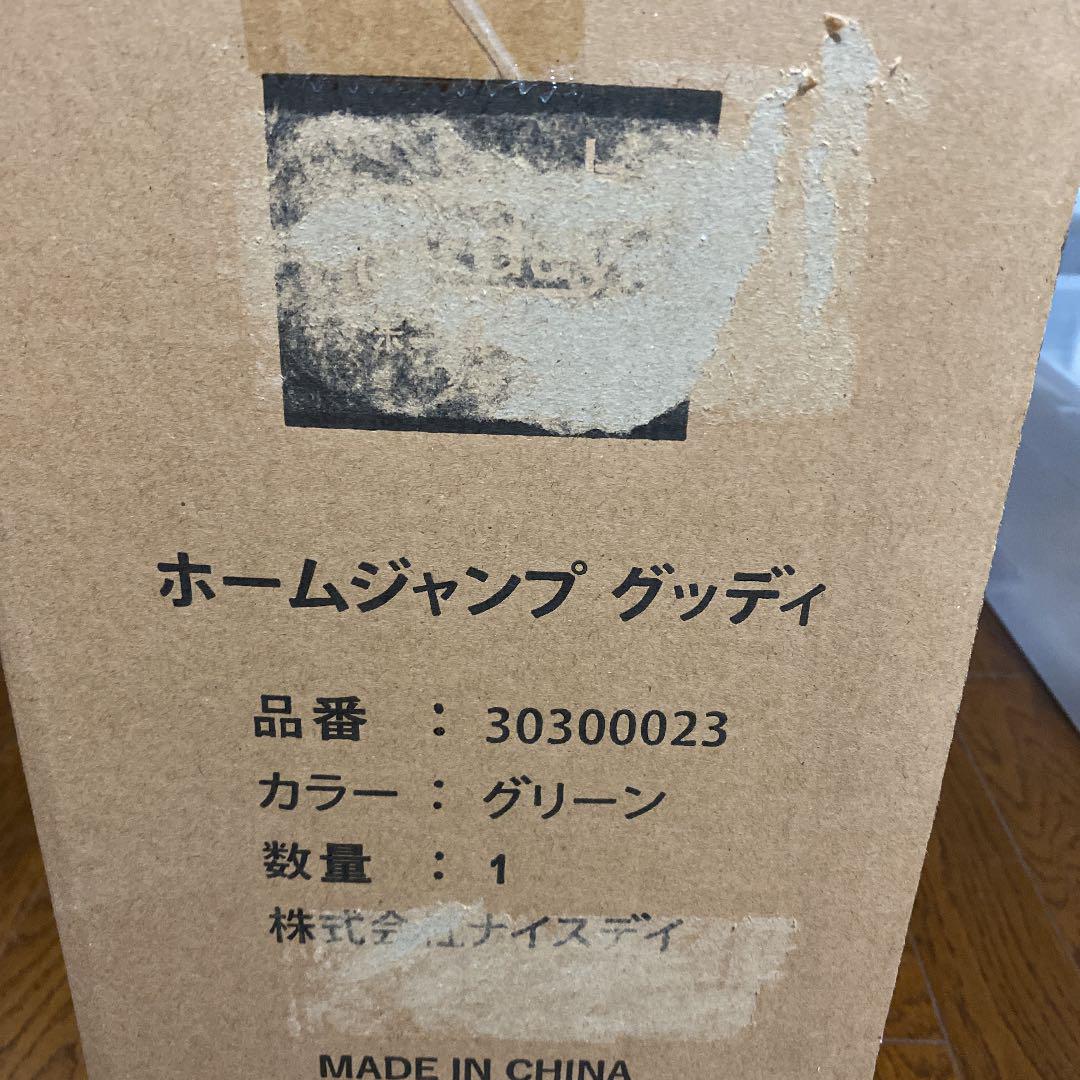 ホームジャンプ グッディ
品番 : 30300023
カラー : グリーン
数量 : 1
株式会社ナイスデイ
MADE IN CHINA